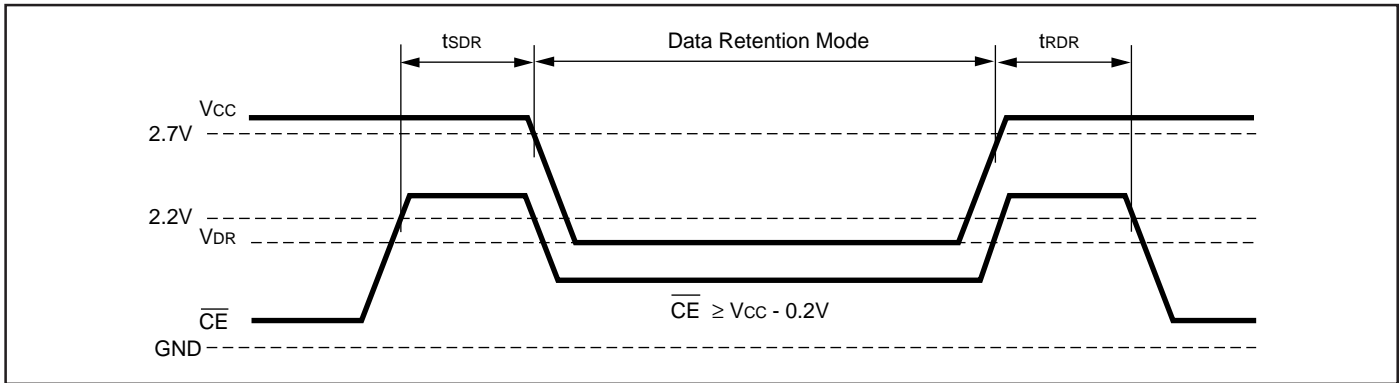 tSDR
Data Retention Mode
tRDR
VCC
2.7V
2.2V
VDR
CE ≥ VCC - 0.2V
CE
GND